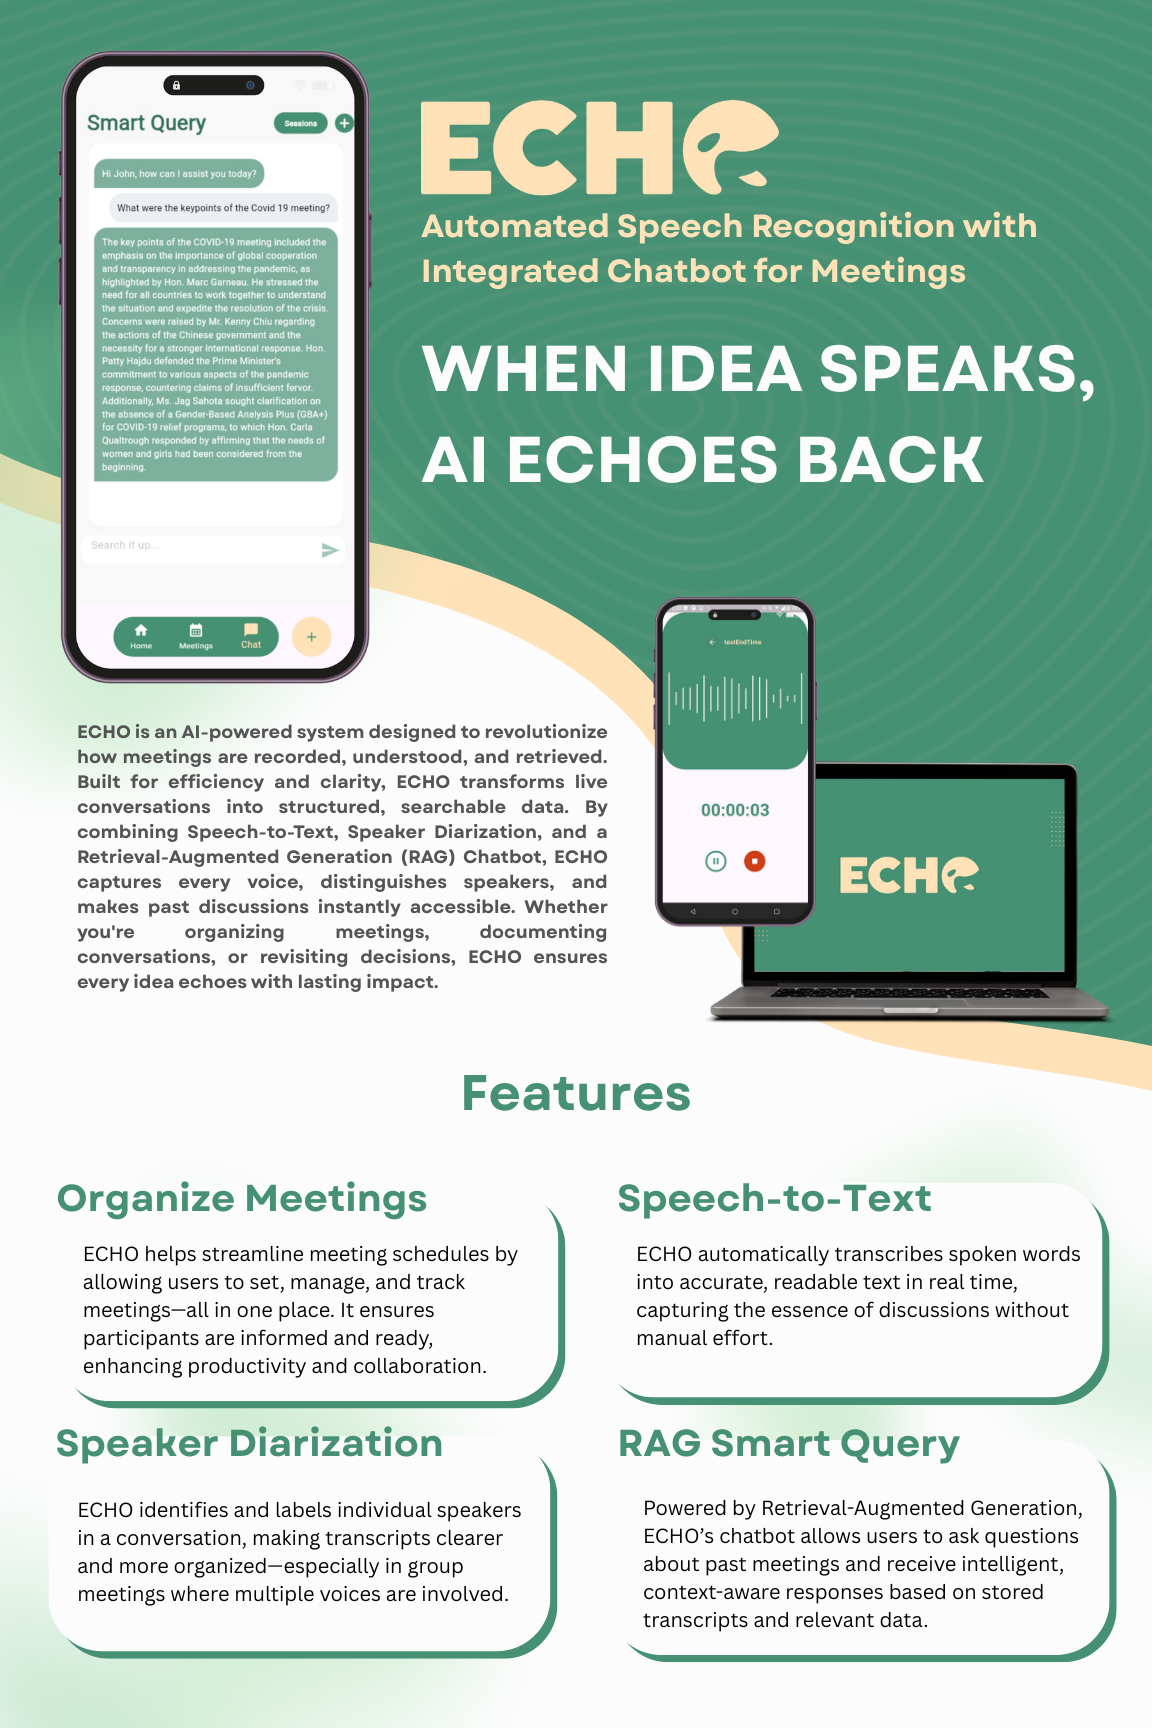 Smart Query
Sessions
+
Hi John, how can I assist you today?
What were the keypoints of the Covid 19 meeting?
The key points of the COVID-19 meeting included the
emphasis on the importance of global cooperation
and transparency in addressing the pandemic, as
highlighted by Hon. Marc Garneau. He stressed the
need for all countries to work together to understand
the situation and expedite the resolution of the crisis.
Concerns were raised by Mr. Kenny Chiu regarding
the actions of the Chinese government and the
necessity for a stronger international response. Hon.
Patty Hajdu defended the Prime Minister's
commitment to various aspects of the pandemic
response, countering claims of insufficient fervor.
Additionally, Ms. Jag Sahota sought clarification on
the absence of a Gender-Based Analysis Plus (GBA+)
for COVID-19 relief programs, to which Hon. Carla
Qualtrough responded by affirming that the needs of
women and girls had been considered from the
beginning.
Search it up...
Home
Meetings
Chat
+
ECHO
Automated Speech Recognition with
Integrated Chatbot for Meetings
WHEN IDEA SPEAKS,
AI ECHOES BACK
testEndTime
00:00:03
ECHO
ECHO is an AI-powered system designed to revolutionize
how meetings are recorded, understood, and retrieved.
Built for efficiency and clarity, ECHO transforms live
conversations into structured, searchable data. By
combining Speech-to-Text, Speaker Diarization, and a
Retrieval-Augmented Generation (RAG) Chatbot, ECHO
captures every voice, distinguishes speakers, and
makes past discussions instantly accessible. Whether
you're organizing meetings, documenting
conversations, or revisiting decisions, ECHO ensures
every idea echoes with lasting impact.
Features
Organize Meetings
ECHO helps streamline meeting schedules by
allowing users to set, manage, and track
meetings—all in one place. It ensures
participants are informed and ready,
enhancing productivity and collaboration.
Speech-to-Text
ECHO automatically transcribes spoken words
into accurate, readable text in real time,
capturing the essence of discussions without
manual effort.
Speaker Diarization
ECHO identifies and labels individual speakers
in a conversation, making transcripts clearer
and more organized—especially in group
meetings where multiple voices are involved.
RAG Smart Query
Powered by Retrieval-Augmented Generation,
ECHO’s chatbot allows users to ask questions
about past meetings and receive intelligent,
context-aware responses based on stored
transcripts and relevant data.